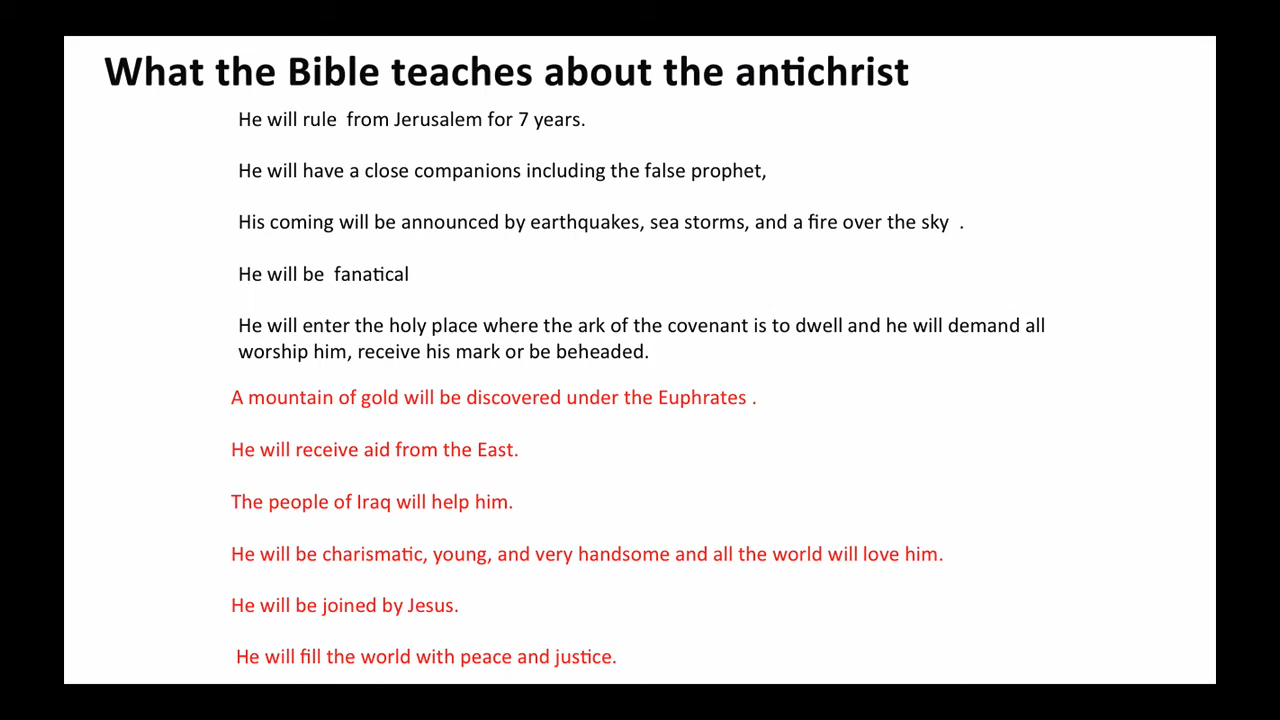 What the Bible teaches about the antichrist
He will rule  from Jerusalem for 7 years.
He will have a close companions including the false prophet,
His coming will be announced by earthquakes, sea storms, and a fire over the sky  .
He will be  fanatical
He will enter the holy place where the ark of the covenant is to dwell and he will demand all
worship him, receive his mark or be beheaded.
A mountain of gold will be discovered under the Euphrates .
He will receive aid from the East.
The people of Iraq will help him.
He will be charismatic, young, and very handsome and all the world will love him.
He will be joined by Jesus.
He will fill the world with peace and justice.